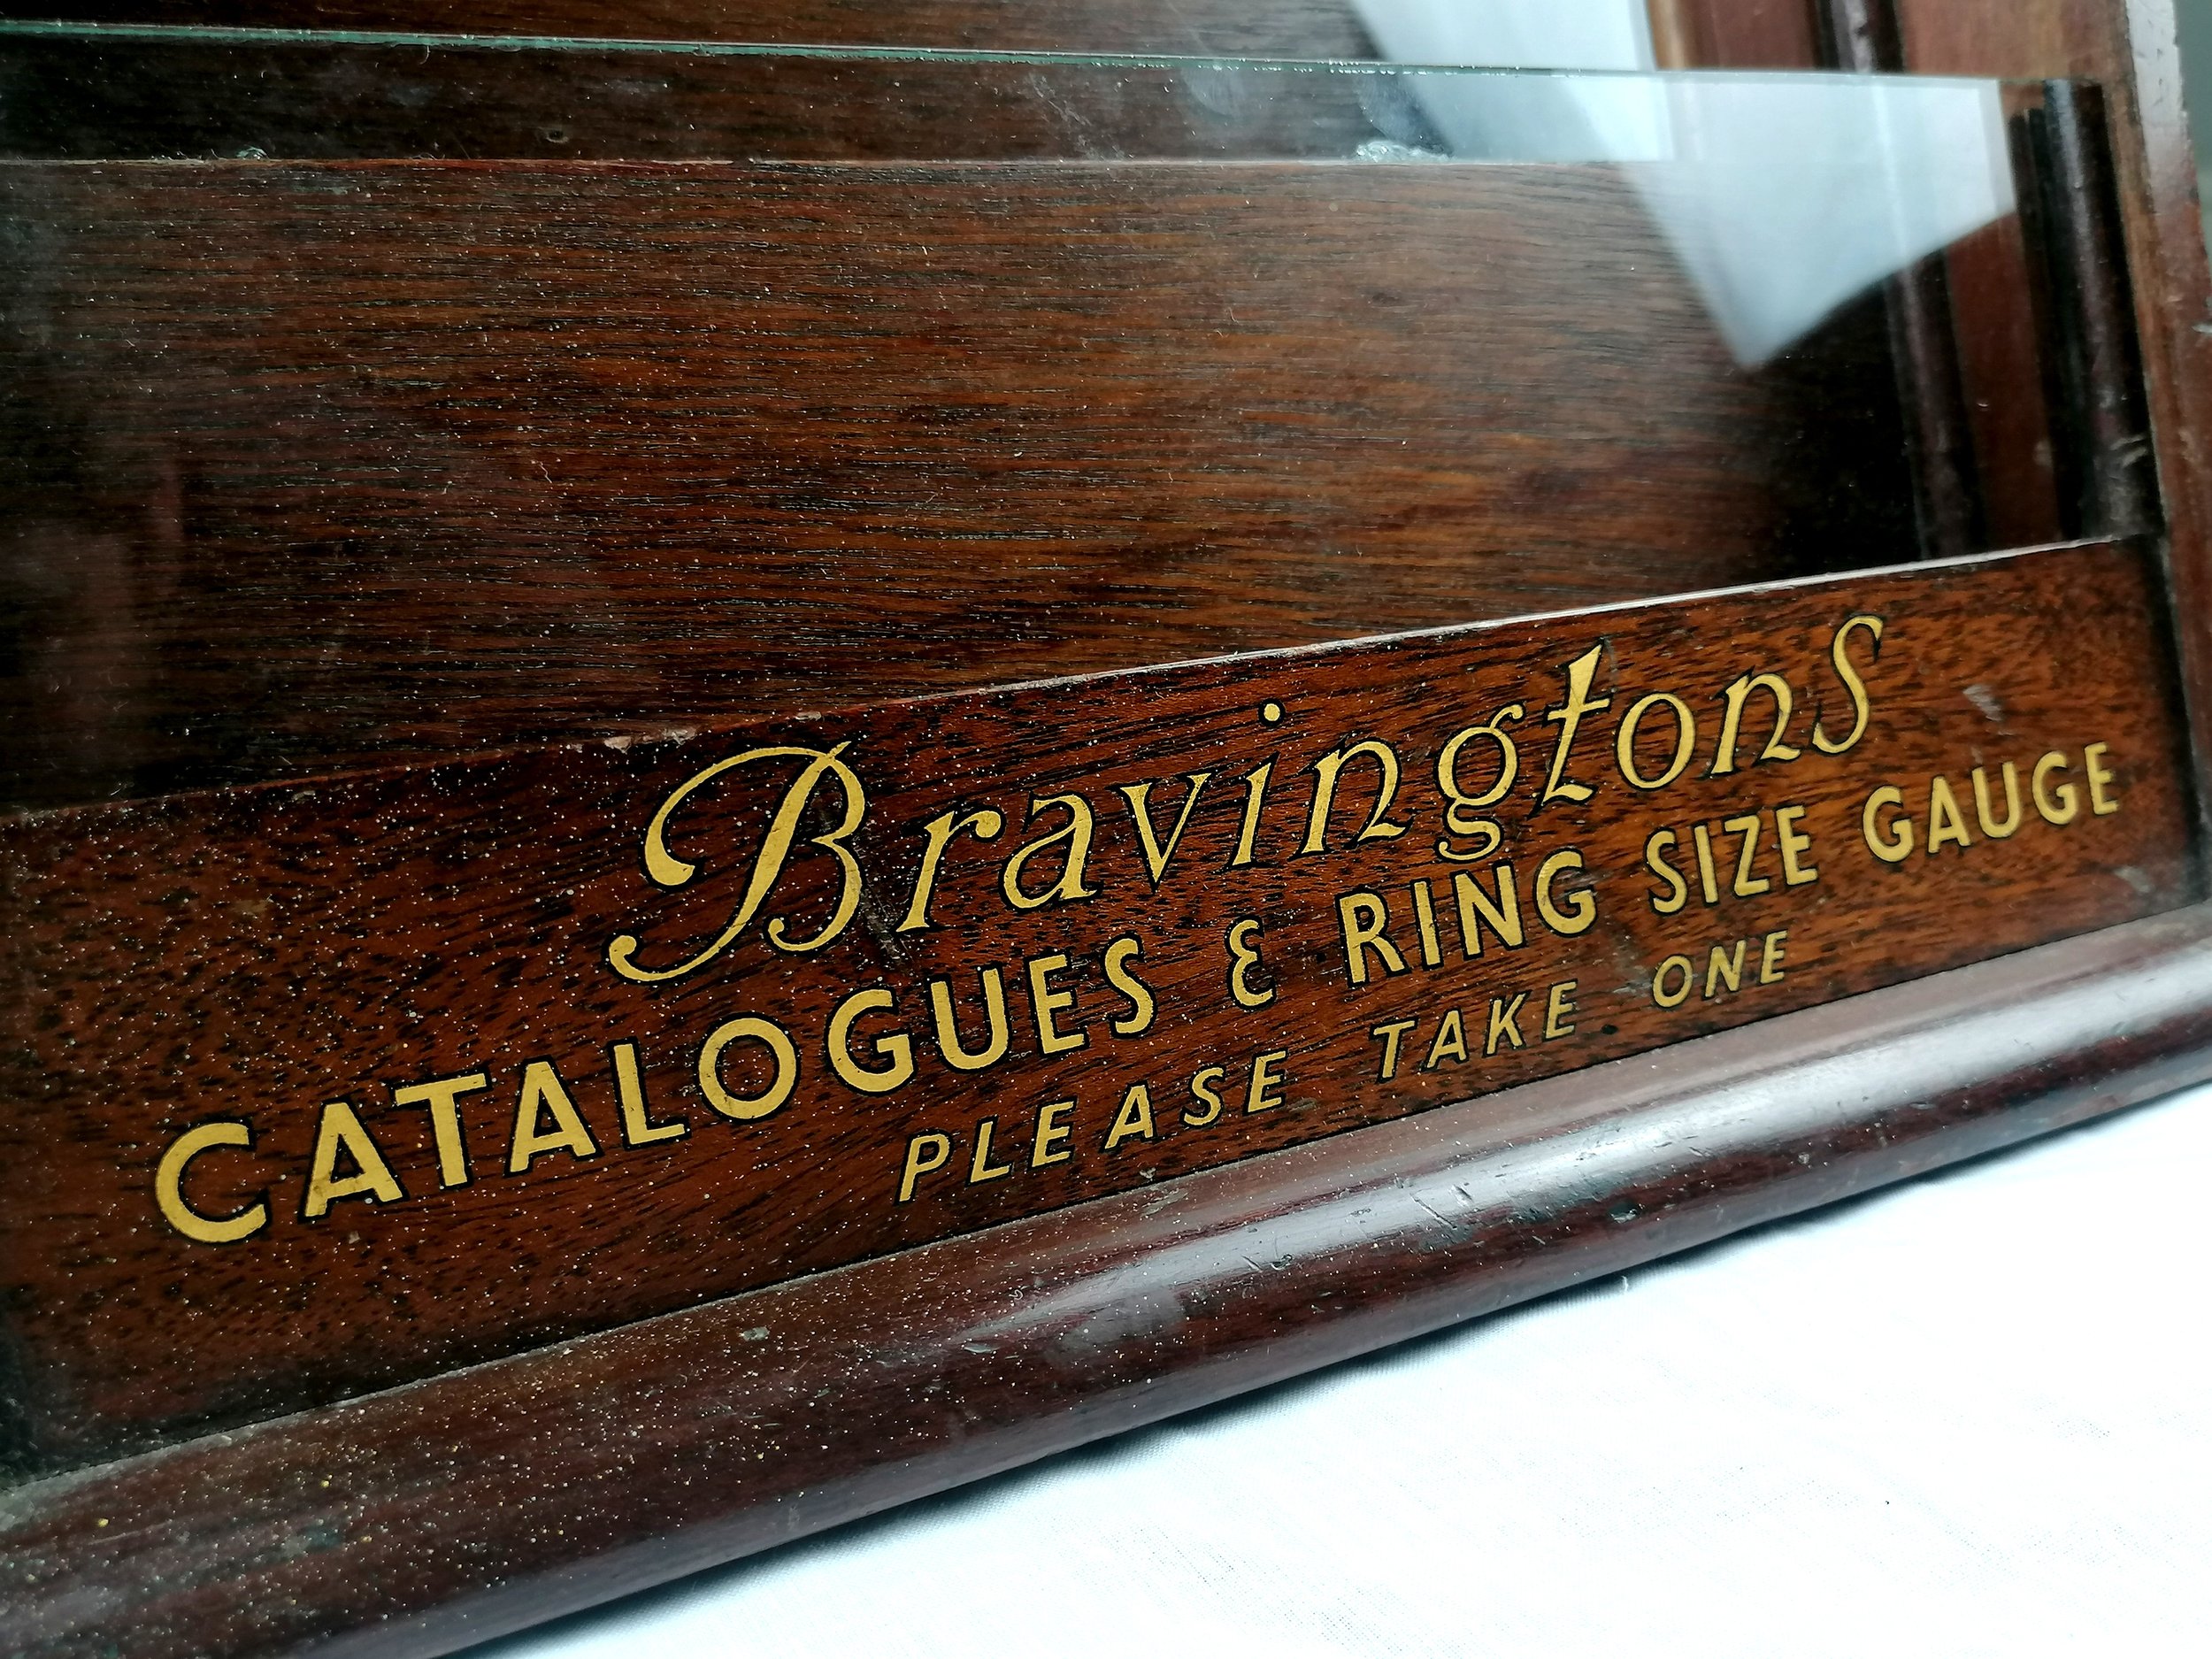 Bravingtons
CATALOGUES & RING SIZE GAUGE
PLEASE TAKE ONE